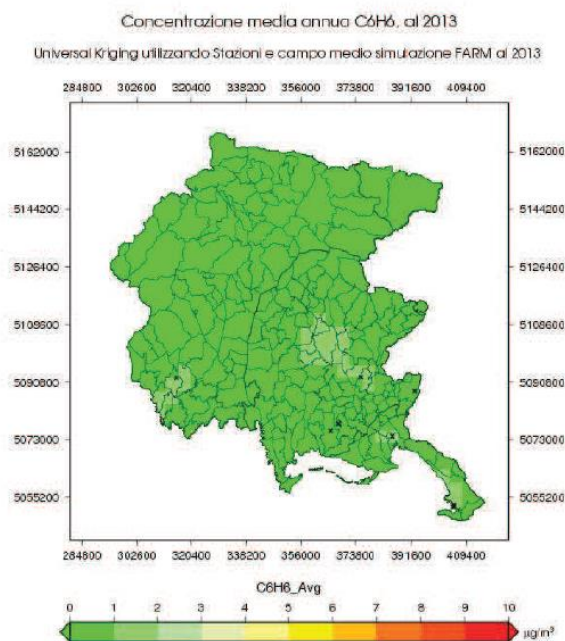 Concentrazione media annua C6H6, al 2013
Universal Kriging utilizzando Stazioni e campo medio simulazione FARM al 2013
284800 302600 320400 338200 356000 373800 391600 409400
5162000 5162000
5144200 5144200
5126400 5126400
5108600 5108600
5090800 5090800
5073000 5073000
5055200 5055200
284800 302600 320400 338200 356000 373800 391600 409400
C6H6_Avg
0 1 2 3 4 5 6 7 8 9 10
µg/m³